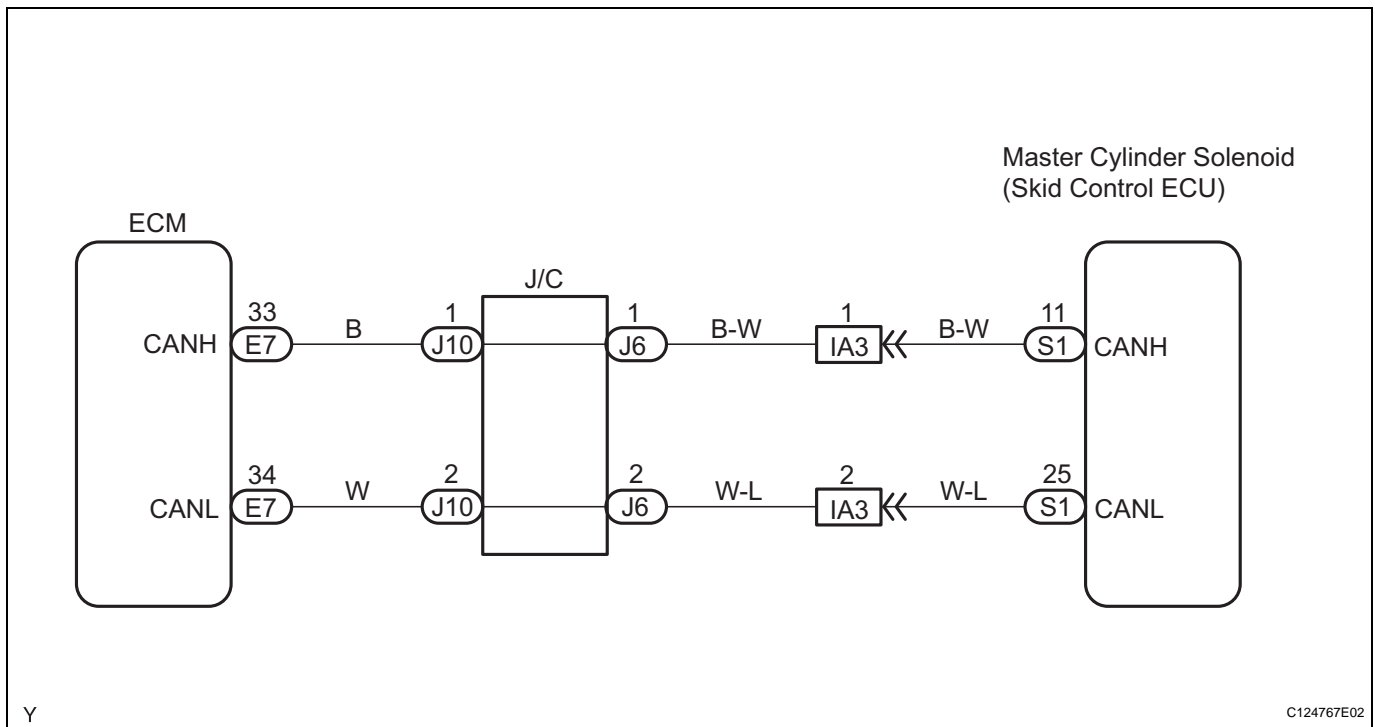 Master Cylinder Solenoid
(Skid Control ECU)
ECM
J/C
33
1
1
1
11
B
B-W
B-W
CANH
E7
J10
J6
IA3
S1
CANH
34
2
2
2
25
W
W-L
W-L
CANL
E7
J10
J6
IA3
S1
CANL
Y
C124767E02